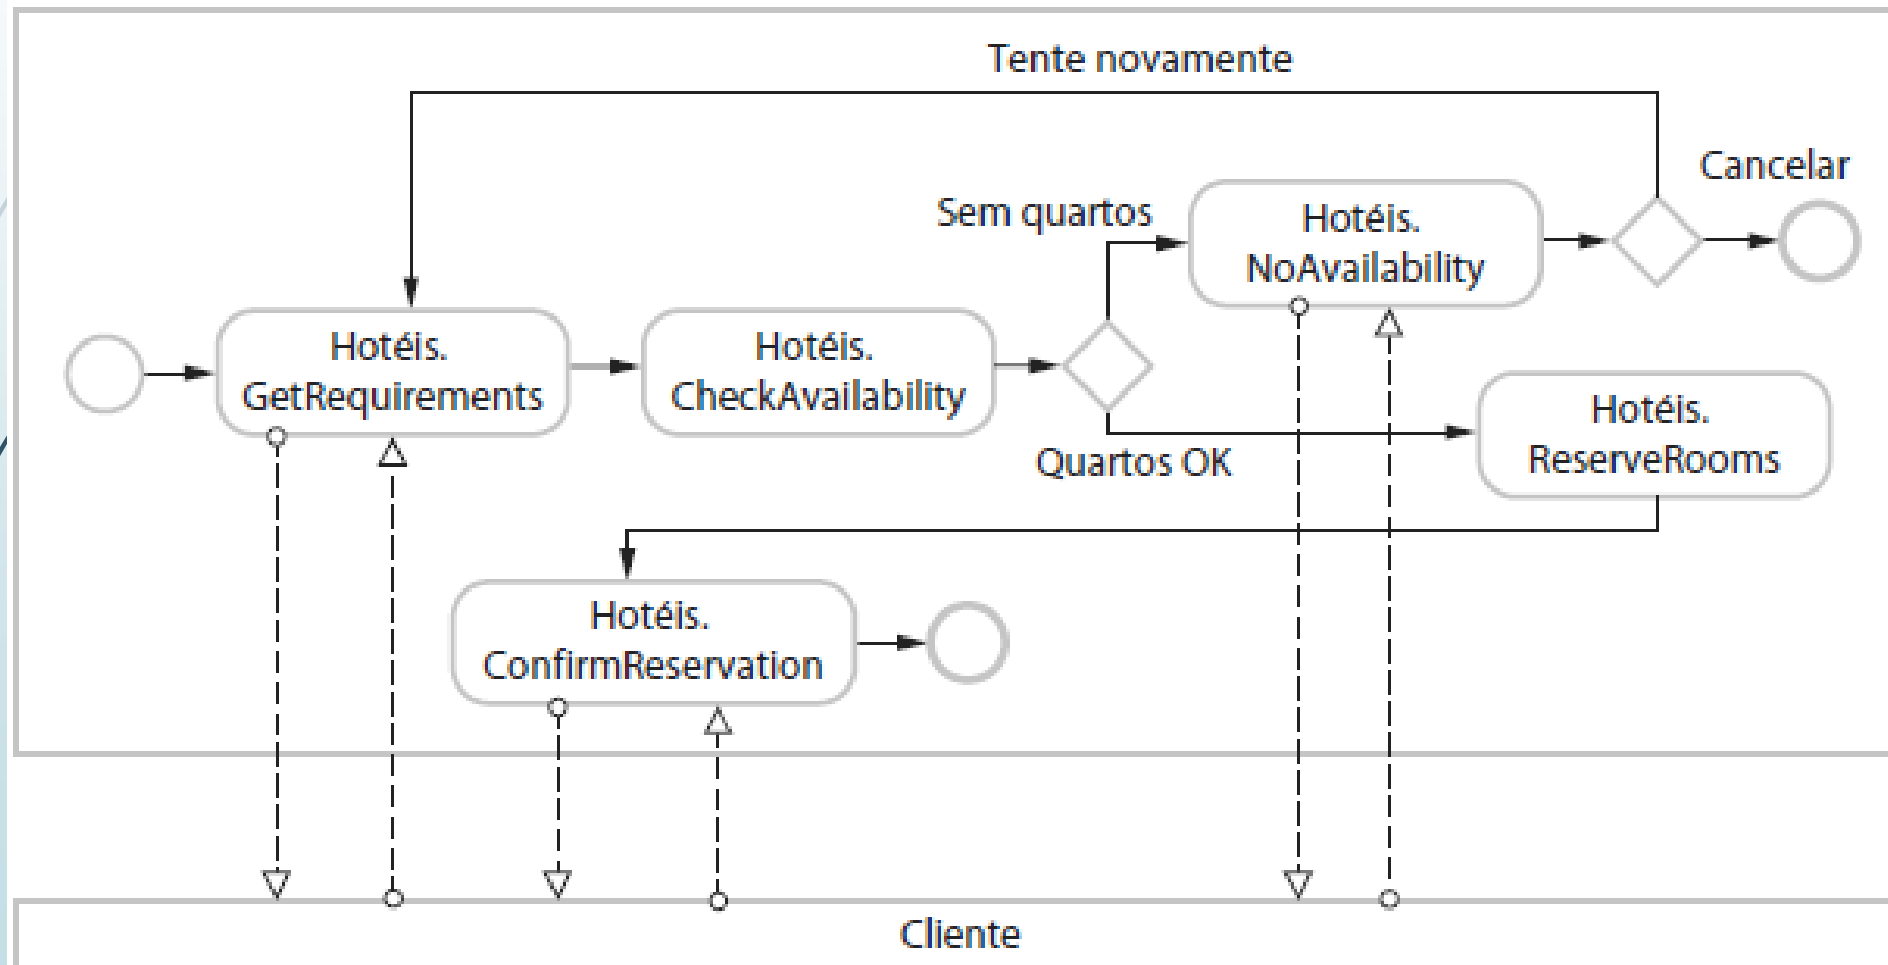 Tente novamente
Cancelar
Sem quartos
Hotéis.
NoAvailability
Hotéis.
GetRequirements
Hotéis.
CheckAvailability
Hotéis.
ReserveRooms
Quartos OK
Hotéis.
ConfirmReservation
Cliente